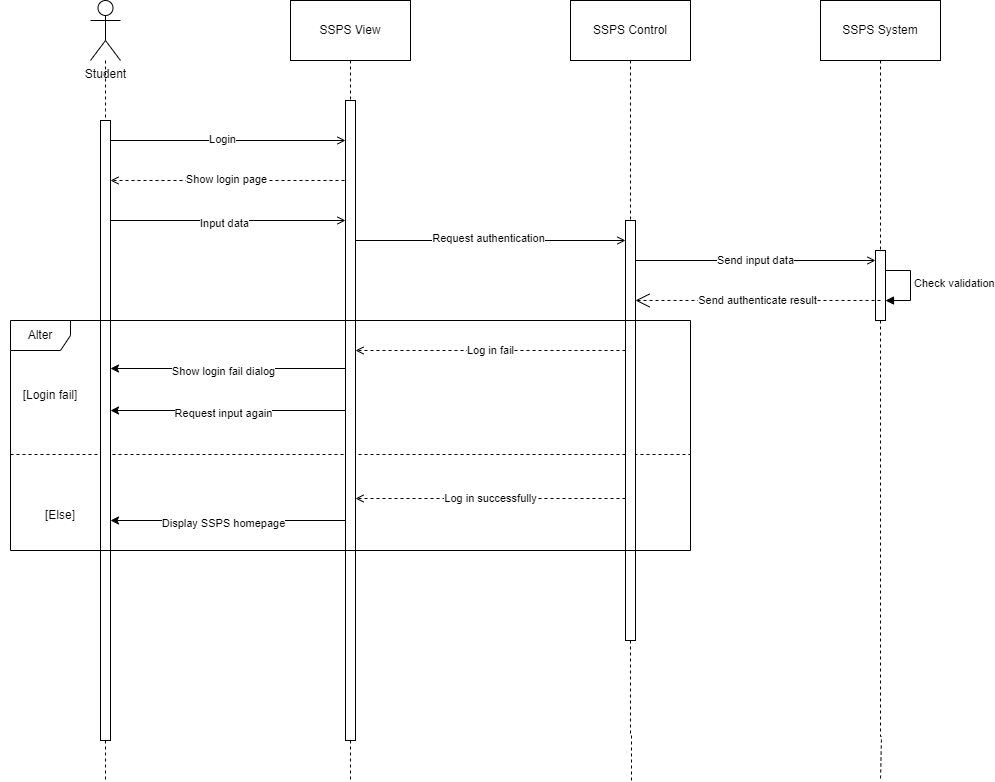 SSPS View
SSPS Control
SSPS System
Student
Login
Show login page
Input data
Request authentication
Send input data
Check validation
Send authenticate result
Alter
Log in fail
Show login fail dialog
[Login fail]
Request input again
Log in successfully
[Else]
Display SSPS homepage